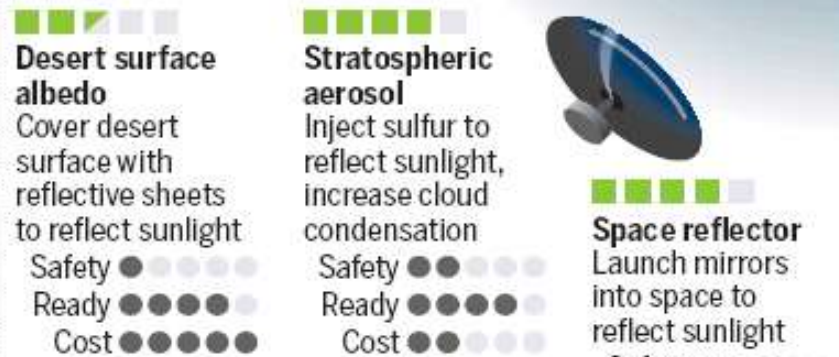 Desert surface
albedo
Cover desert
surface with
reflective sheets
to reflect sunlight
Safety
Ready
Cost
Stratospheric
aerosol
Inject sulfur to
reflect sunlight,
increase cloud
condensation
Safety
Ready
Cost
Space reflector
Launch mirrors
into space to
reflect sunlight